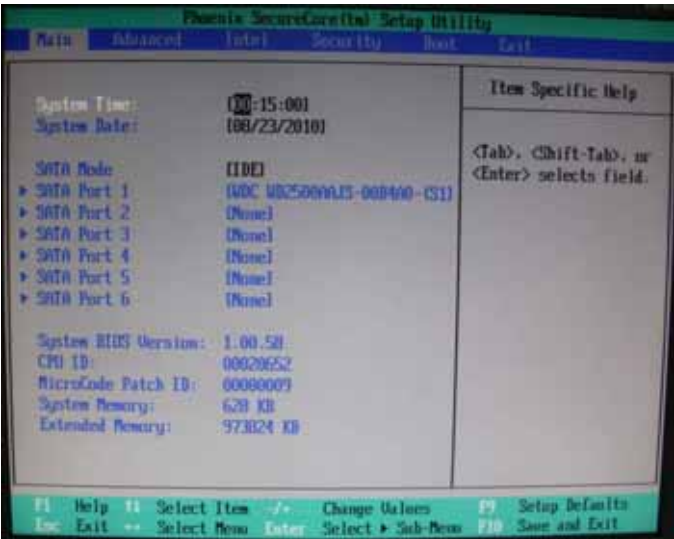 Phoenix SecureCore(tm) Setup Utility
Main Advanced Intel Security Boot Exit
Item Specific Help
System Time: [00:15:00]
System Date: [08/23/2010]
<Tab>, <Shift-Tab>, or
<Enter> selects field.
SATA Mode [IDE]
SATA Port 1 [WDC WD2500AAJS-00B4A0-(S1]
SATA Port 2 [None]
SATA Port 3 [None]
SATA Port 4 [None]
SATA Port 5 [None]
SATA Port 6 [None]
System BIOS Version: 1.00.50
CPU ID: 00020652
MicroCode Patch ID: 00000009
System Memory: 628 KB
Extended Memory: 973824 KB
F1 Help ↑↓ Select Item -/+ Change Values F9 Setup Defaults
Esc Exit ↔ Select Menu Enter Select ▶ Sub-Menu F10 Save and Exit